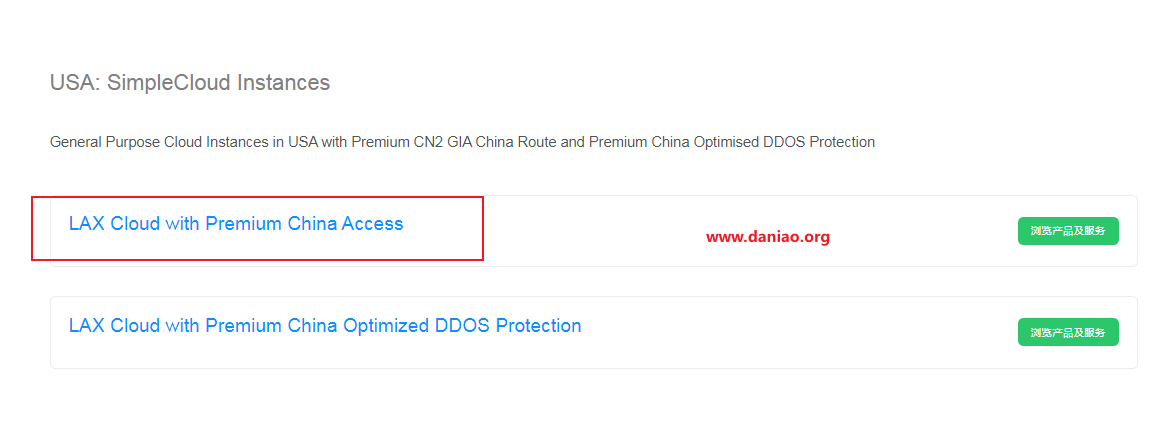 USA: SimpleCloud Instances
General Purpose Cloud Instances in USA with Premium CN2 GIA China Route and Premium China Optimised DDOS Protection
LAX Cloud with Premium China Access
www.daniao.org
浏览产品及服务
LAX Cloud with Premium China Optimized DDOS Protection
浏览产品及服务